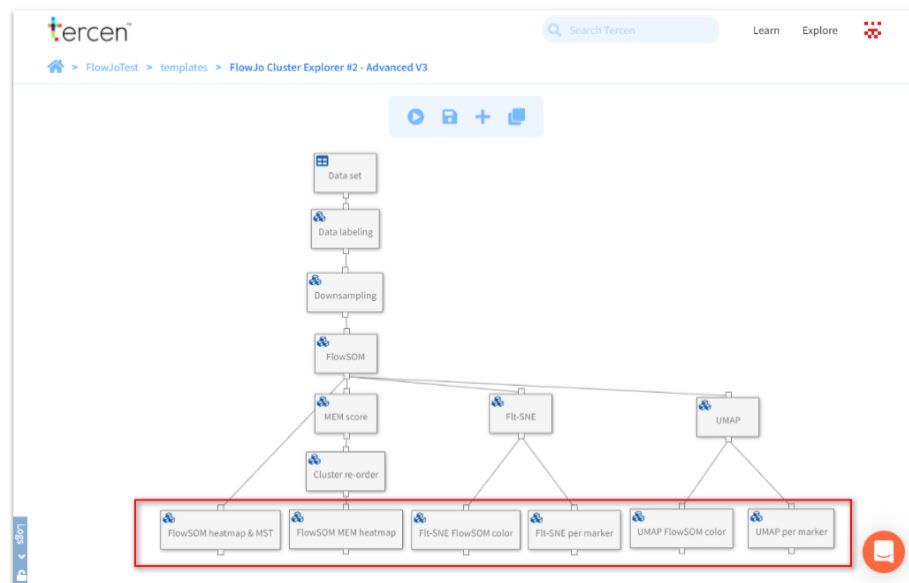 tercen™
Search Tercen
Learn Explore
> FlowJoTest > templates > FlowJo Cluster Explorer #2 - Advanced V3
Data set
Data labeling
Downsampling
FlowSOM
MEM score
Flt-SNE
UMAP
Cluster re-order
FlowSOM heatmap & MST
FlowSOM MEM heatmap
Flt-SNE FlowSOM color
Flt-SNE per marker
UMAP FlowSOM color
UMAP per marker
Logs